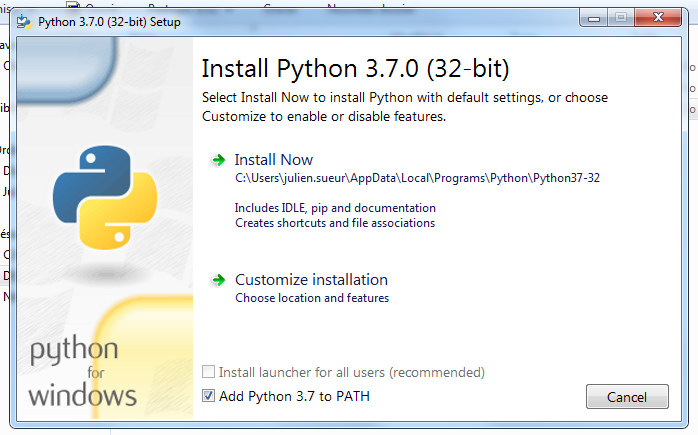 Python 3.7.0 (32-bit) Setup
Install Python 3.7.0 (32-bit)
Select Install Now to install Python with default settings, or choose
Customize to enable or disable features.
Install Now
C:\Users\julien.sueur\AppData\Local\Programs\Python\Python37-32
Includes IDLE, pip and documentation
Creates shortcuts and file associations
Customize installation
Choose location and features
python
for
windows
Install launcher for all users (recommended)
Add Python 3.7 to PATH
Cancel